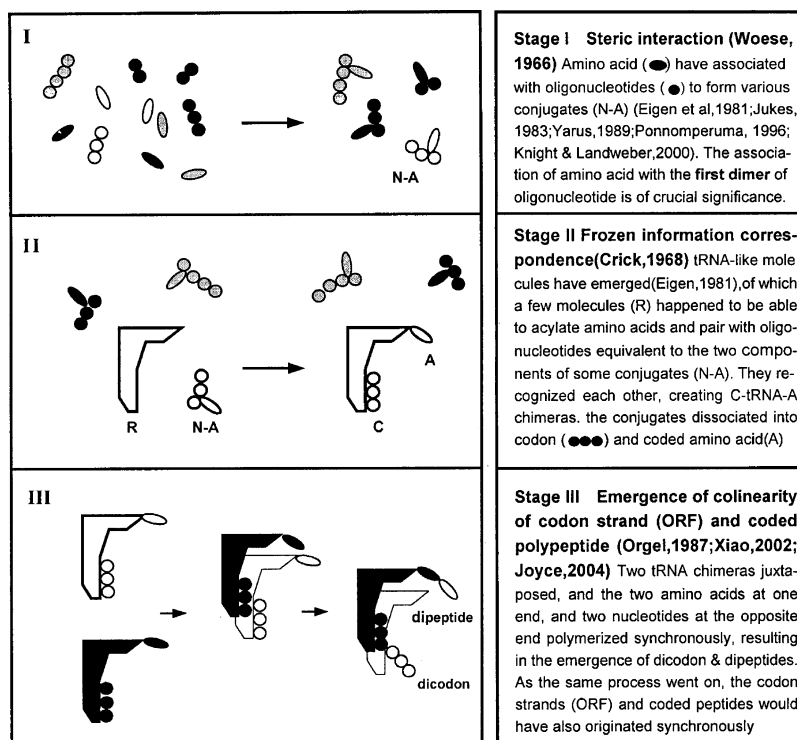 I
N-A
Stage I Steric interaction (Woese,
1966) Amino acid ( ) have associated
with oligonucleotides ( ) to form various
conjugates (N-A) (Eigen et al,1981;Jukes,
1983;Yarus,1989;Ponnomperuma, 1996;
Knight & Landweber,2000). The associa-
tion of amino acid with the first dimer of
oligonucleotide is of crucial significance.
II
R
N-A
C
A
Stage II Frozen information corres-
pondence(Crick,1968) tRNA-like mole
cules have emerged(Eigen,1981),of which
a few molecules (R) happened to be able
to acylate amino acids and pair with oligo-
nucleotides equivalent to the two compo-
nents of some conjugates (N-A). They re-
cognized each other, creating C-tRNA-A
chimeras. the conjugates dissociated into
codon ( ) and coded amino acid(A)
III
dipeptide
dicodon
Stage III Emergence of colinearity
of codon strand (ORF) and coded
polypeptide (Orgel,1987;Xiao,2002;
Joyce,2004) Two tRNA chimeras juxta-
posed, and the two amino acids at one
end, and two nucleotides at the opposite
end polymerized synchronously, resulting
in the emergence of dicodon & dipeptides.
As the same process went on, the codon
strands (ORF) and coded peptides would
have also originated synchronously